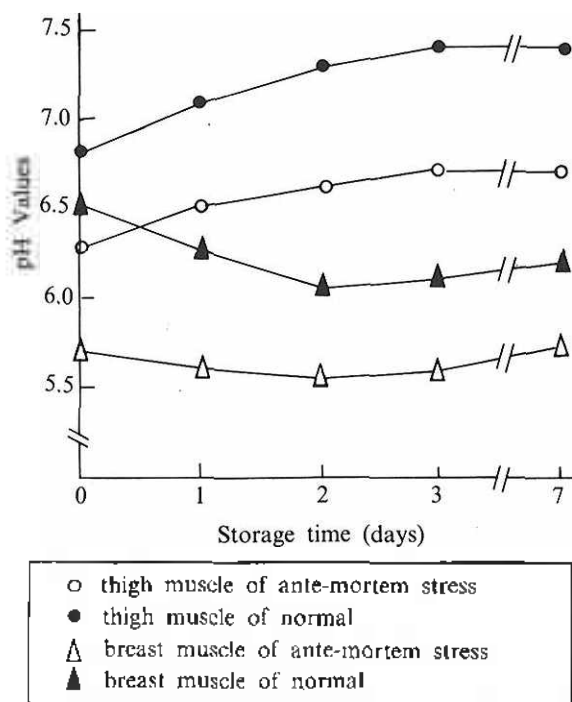 7.5
7.0
6.5
6.0
5.5
pH Values
0 1 2 3 7
Storage time (days)
thigh muscle of ante-mortem stress
thigh muscle of normal
breast muscle of ante-mortem stress
breast muscle of normal